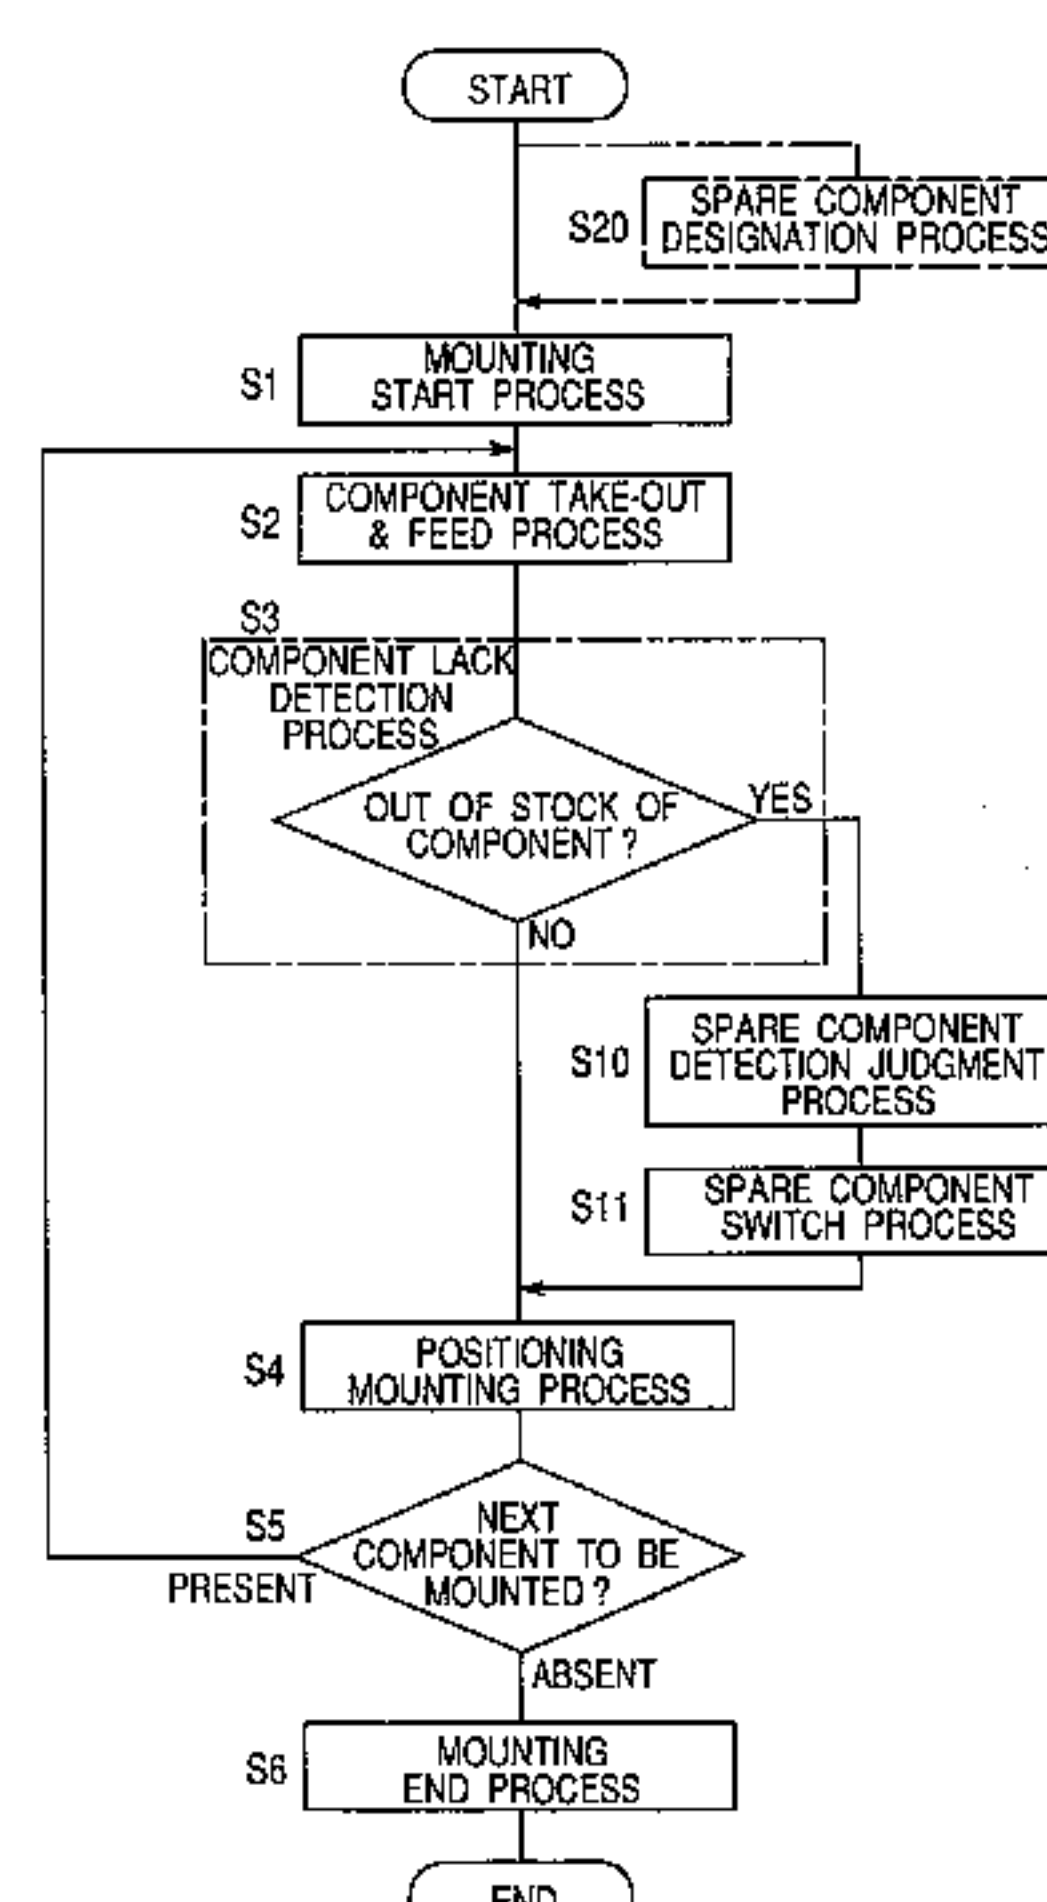 START
S20
SPARE COMPONENT
DESIGNATION PROCESS
S1
MOUNTING
START PROCESS
S2
COMPONENT TAKE-OUT
& FEED PROCESS
S3
COMPONENT LACK
DETECTION
PROCESS
OUT OF STOCK OF
COMPONENT?
YES
NO
S10
SPARE COMPONENT
DETECTION JUDGMENT
PROCESS
S11
SPARE COMPONENT
SWITCH PROCESS
S4
POSITIONING
MOUNTING PROCESS
S5
NEXT
COMPONENT TO BE
MOUNTED?
PRESENT
ABSENT
S6
MOUNTING
END PROCESS
END